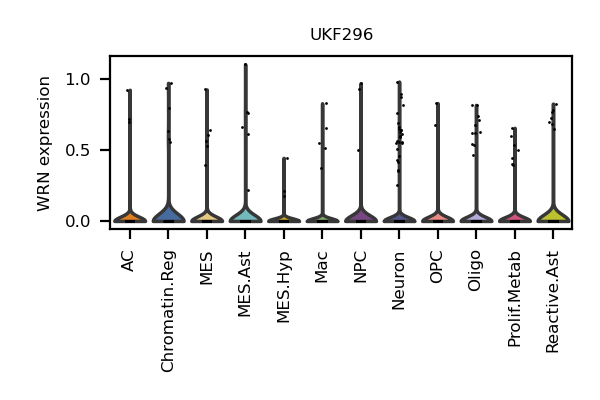 UKF296
WRN expression
1.0
0.5
0.0
AC
Chromatin.Reg
MES
MES.Ast
MES.Hyp
Mac
NPC
Neuron
OPC
Oligo
Prolif.Metab
Reactive.Ast